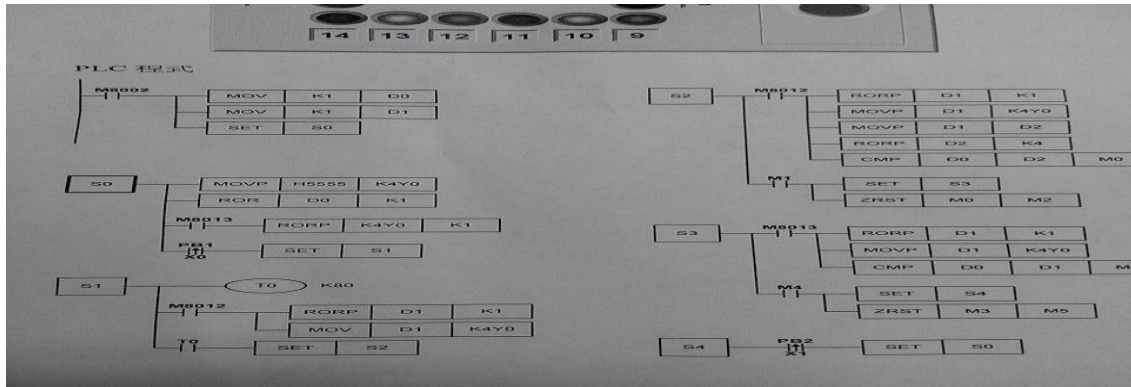 14 13 12 11 10 9
PLC 程式
M8002
MOV K1 D0
MOV K1 D1
SET S0
S0
MOVP H5555 K4Y0
ROR D0 K1
M8013
RORP K4Y0 K1
PB1
X0
SET S1
S1
T0 K80
M8012
RORP D1 K1
MOV D1 K4Y0
T0
SET S2
S2
M8012
RORP D1 K1
MOVP D1 K4Y0
MOVP D1 D2
RORP D2 K4
CMP D0 D2 M0
M1
SET S3
ZRST M0 M2
S3
M8013
RORP D1 K1
MOVP D1 K4Y0
CMP D0 D1
M4
SET S4
ZRST M3 M5
S4
PB2
X1
SET S0